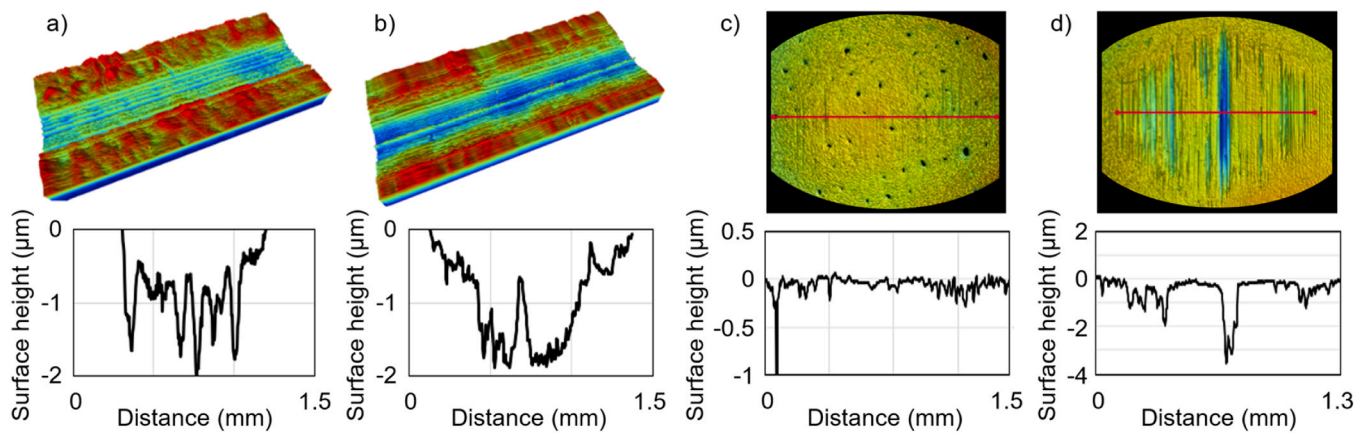 a)
b)
c)
d)
Surface height (µm)
0
-1
-2
0
1.5
Distance (mm)
Surface height (µm)
0
-1
-2
0
1.5
Distance (mm)
Surface height (µm)
0.5
0
-0.5
-1
0
1.5
Distance (mm)
Surface height (µm)
2
0
-2
-4
0
1.3
Distance (mm)